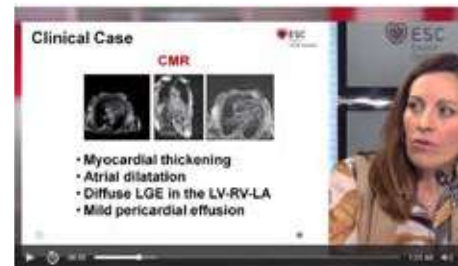 Clinical Case
ESC
CMR
• Myocardial thickening
• Atrial dilatation
• Diffuse LGE in the LV-RV-LA
• Mild pericardial effusion
ESC